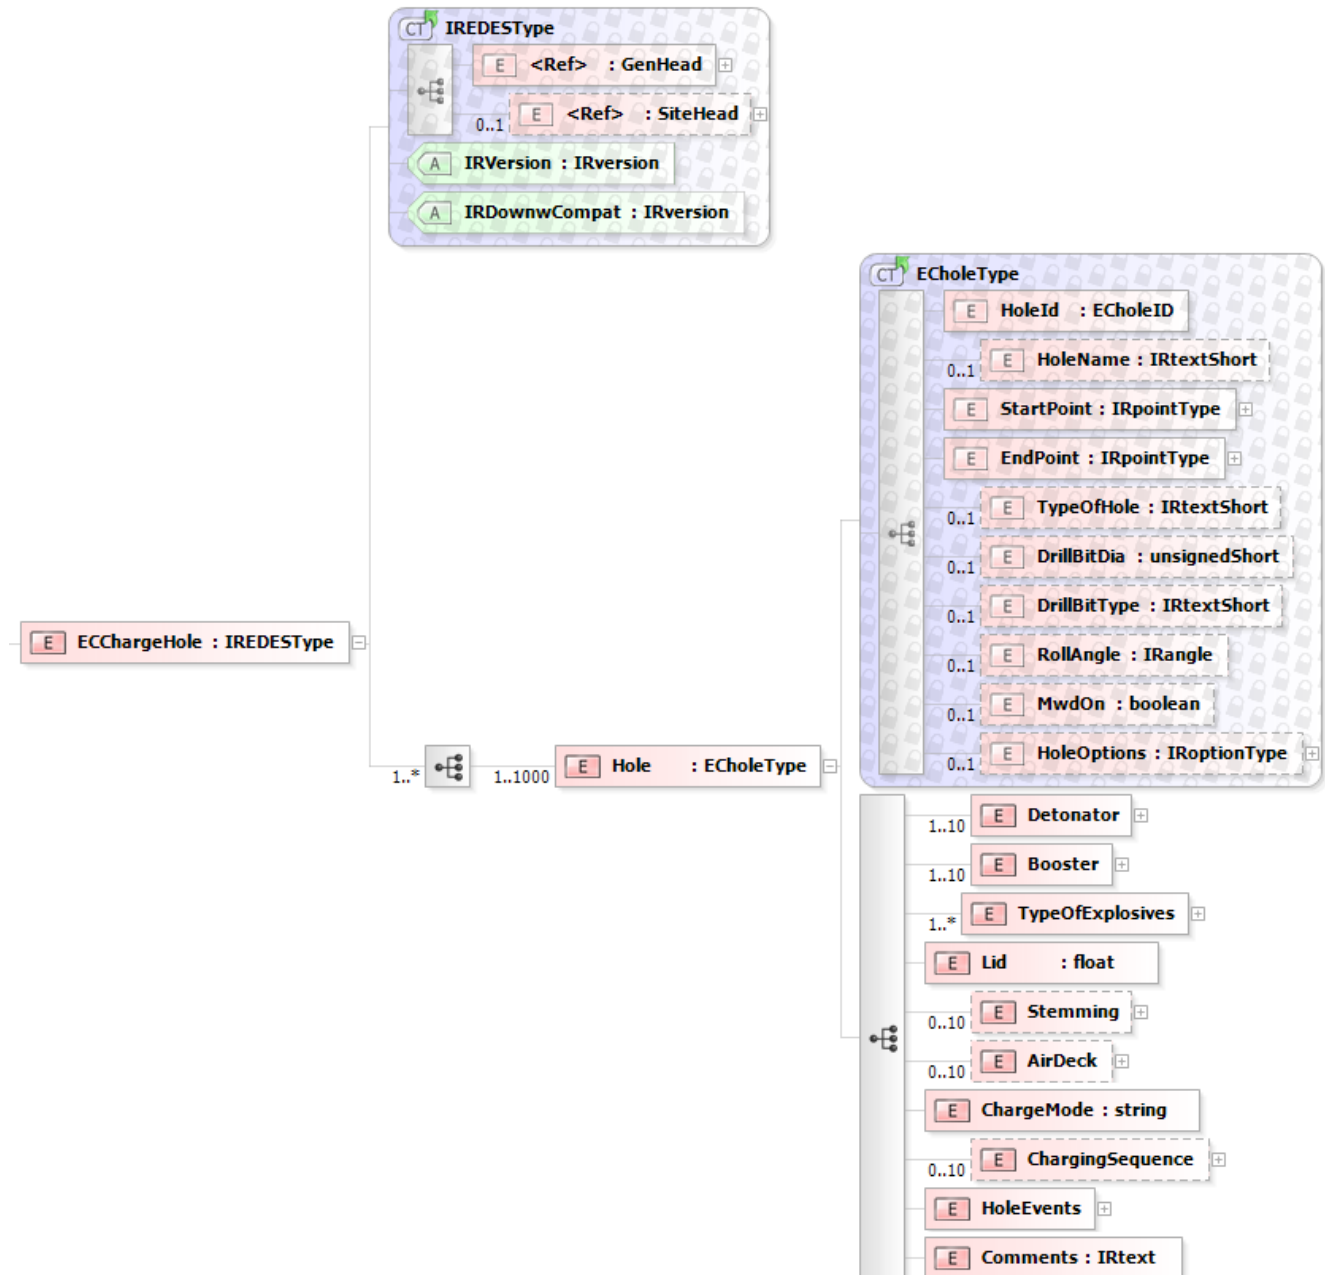 CT IREDESType
E <Ref> : GenHead
0..1 E <Ref> : SiteHead
A IRVersion : IRversion
A IRDownwCompat : IRversion
CT ECholeType
E HoleId : ECholeID
0..1 E HoleName : IRtextShort
E StartPoint : IRpointType
E EndPoint : IRpointType
0..1 E TypeOfHole : IRtextShort
0..1 E DrillBitDia : unsignedShort
0..1 E DrillBitType : IRtextShort
0..1 E RollAngle : IRangle
0..1 E MwdOn : boolean
0..1 E HoleOptions : IRoptionType
E ECChargeHole : IREDESType
1..* 1..1000 E Hole : ECholeType
1..10 E Detonator
1..10 E Booster
1..* E TypeOfExplosives
E Lid : float
0..10 E Stemming
0..10 E AirDeck
E ChargeMode : string
0..10 E ChargingSequence
E HoleEvents
E Comments : IRtext